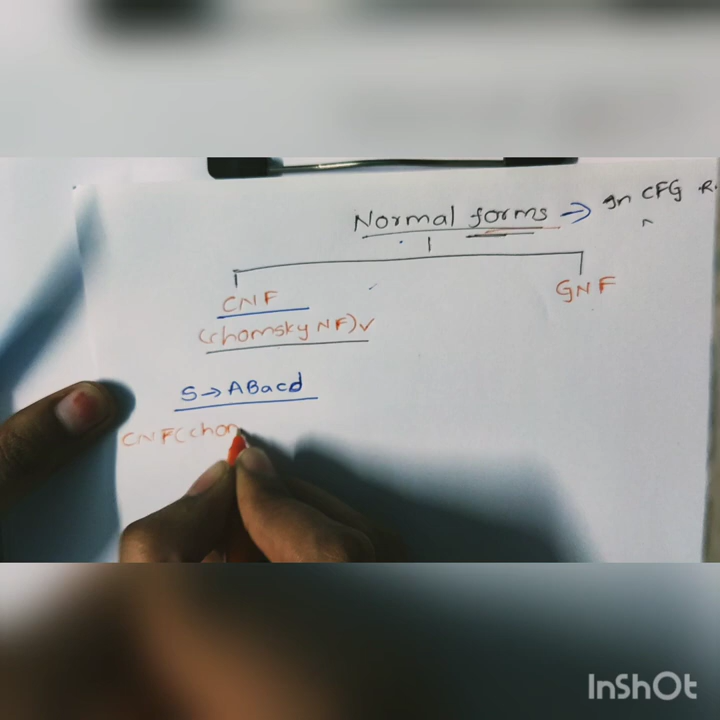 Normal forms → In CFG R.
CNF
GNF
(chomsky NF)✓
S→ABacd
CNF(chom
InShOt